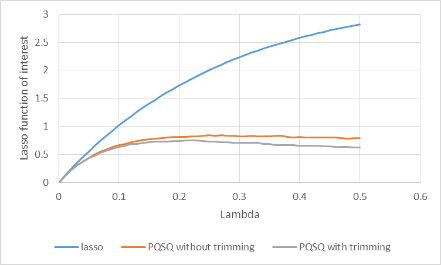 3
2.5
2
1.5
1
0.5
0
Lasso function of interest
0 0.1 0.2 0.3 0.4 0.5 0.6
Lambda
lasso PQSQ without trimming PQSQ with trimming